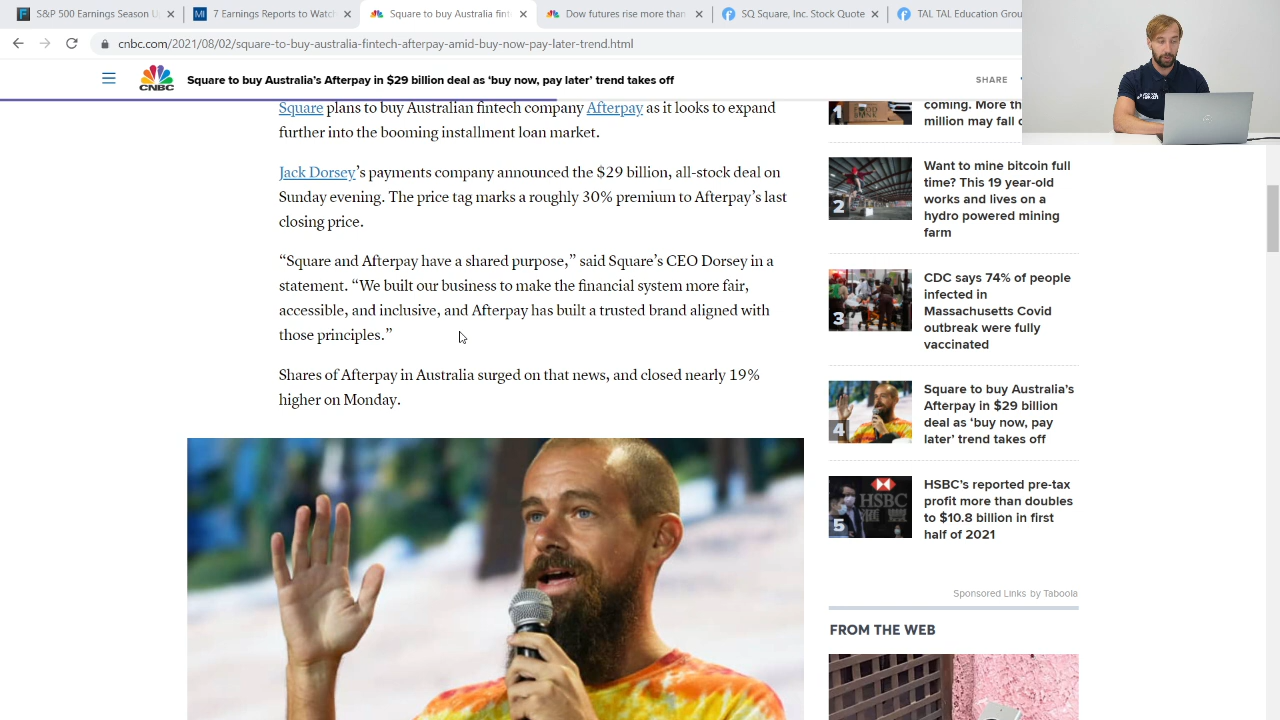 S&P 500 Earnings Season U
7 Earnings Reports to Watch
Square to buy Australia fint
Dow futures rise more than
SQ Square, Inc. Stock Quote
TAL TAL Education Grou
cnbc.com/2021/08/02/square-to-buy-australia-fintech-afterpay-amid-buy-now-pay-later-trend.html
CNBC
Square to buy Australia's Afterpay in $29 billion deal as ‘buy now, pay later’ trend takes off
SHARE
Square plans to buy Australian fintech company Afterpay as it looks to expand
further into the booming installment loan market.
Jack Dorsey’s payments company announced the $29 billion, all-stock deal on
Sunday evening. The price tag marks a roughly 30% premium to Afterpay’s last
closing price.
“Square and Afterpay have a shared purpose,” said Square’s CEO Dorsey in a
statement. “We built our business to make the financial system more fair,
accessible, and inclusive, and Afterpay has built a trusted brand aligned with
those principles.”
Shares of Afterpay in Australia surged on that news, and closed nearly 19%
higher on Monday.
1
coming. More th
million may fall
2
Want to mine bitcoin full
time? This 19 year-old
works and lives on a
hydro powered mining
farm
3
CDC says 74% of people
infected in
Massachusetts Covid
outbreak were fully
vaccinated
4
Square to buy Australia’s
Afterpay in $29 billion
deal as ‘buy now, pay
later’ trend takes off
HSBC
5
HSBC’s reported pre-tax
profit more than doubles
to $10.8 billion in first
half of 2021
Sponsored Links by Taboola
FROM THE WEB